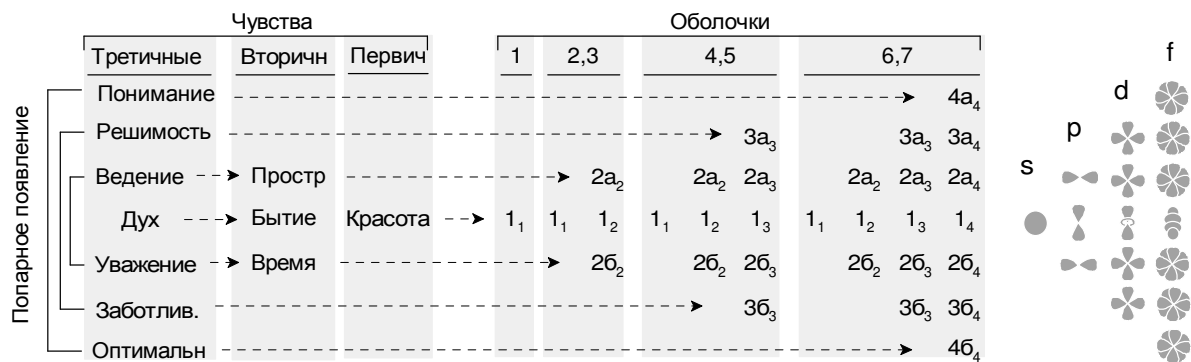 Чувства Оболочки
Третичные Вторичн Первич 1 2,3 4,5 6,7 f
Понимание 4а₄ d
Решимость 3а₃ 3а₃ 3а₄ p
Ведение Простр 2а₂ 2а₂ 2а₃ 2а₂ 2а₃ 2а₄ s
Дух Бытие Красота 1₁ 1₁ 1₂ 1₁ 1₂ 1₃ 1₁ 1₂ 1₃ 1₄
Уважение Время 2б₂ 2б₂ 2б₃ 2б₂ 2б₃ 2б₄
Заботлив. 3б₃ 3б₃ 3б₄
Оптимальн 4б₄
Попарное появление